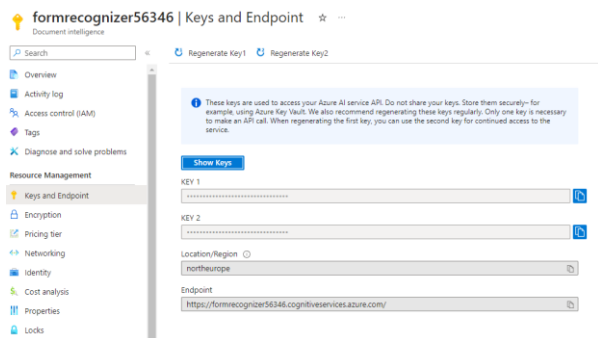 formrecognizer56346 | Keys and Endpoint
Document intelligence
Search
Regenerate Key1
Regenerate Key2
Overview
Activity log
Access control (IAM)
Tags
Diagnose and solve problems
Resource Management
Keys and Endpoint
Encryption
Pricing tier
Networking
Identity
Cost analysis
Properties
Locks
These keys are used to access your Azure AI service API. Do not share your keys. Store them securely– for
example, using Azure Key Vault. We also recommend regenerating these keys regularly. Only one key is necessary
to make an API call. When regenerating the first key, you can use the second key for continued access to the
service.
Show Keys
KEY 1
KEY 2
Location/Region
northeurope
Endpoint
https://formrecognizer56346.cognitiveservices.azure.com/